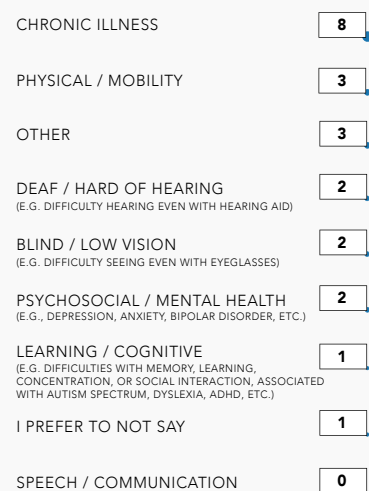 CHRONIC ILLNESS 8
PHYSICAL / MOBILITY 3
OTHER 3
DEAF / HARD OF HEARING 2
(E.G. DIFFICULTY HEARING EVEN WITH HEARING AID)
BLIND / LOW VISION 2
(E.G. DIFFICULTY SEEING EVEN WITH EYEGLASSES)
PSYCHOSOCIAL / MENTAL HEALTH 2
(E.G., DEPRESSION, ANXIETY, BIPOLAR DISORDER, ETC.)
LEARNING / COGNITIVE 1
(E.G. DIFFICULTIES WITH MEMORY, LEARNING,
CONCENTRATION, OR SOCIAL INTERACTION, ASSOCIATED
WITH AUTISM SPECTRUM, DYSLEXIA, ADHD, ETC.)
I PREFER TO NOT SAY 1
SPEECH / COMMUNICATION 0